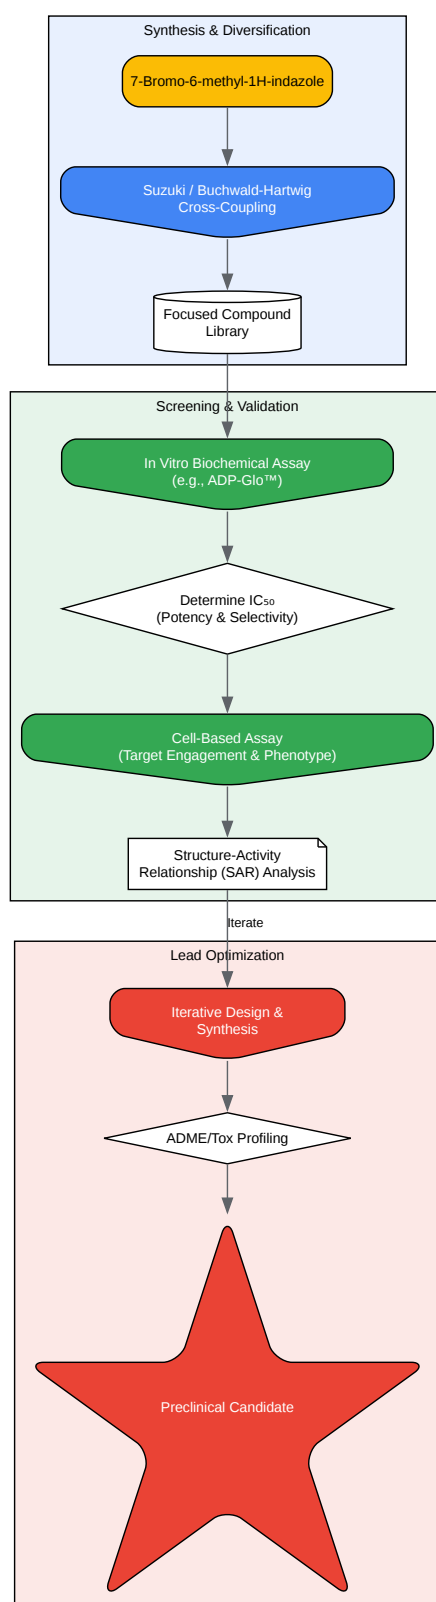 Synthesis & Diversification
7-Bromo-6-methyl-1H-indazole
Suzuki / Buchwald-Hartwig
Cross-Coupling
Focused Compound
Library
Screening & Validation
In Vitro Biochemical Assay
(e.g., ADP-Glo™)
Determine IC₅₀
(Potency & Selectivity)
Cell-Based Assay
(Target Engagement & Phenotype)
Structure-Activity
Relationship (SAR) Analysis
Iterate
Lead Optimization
Iterative Design &
Synthesis
ADME/Tox Profiling
Preclinical Candidate